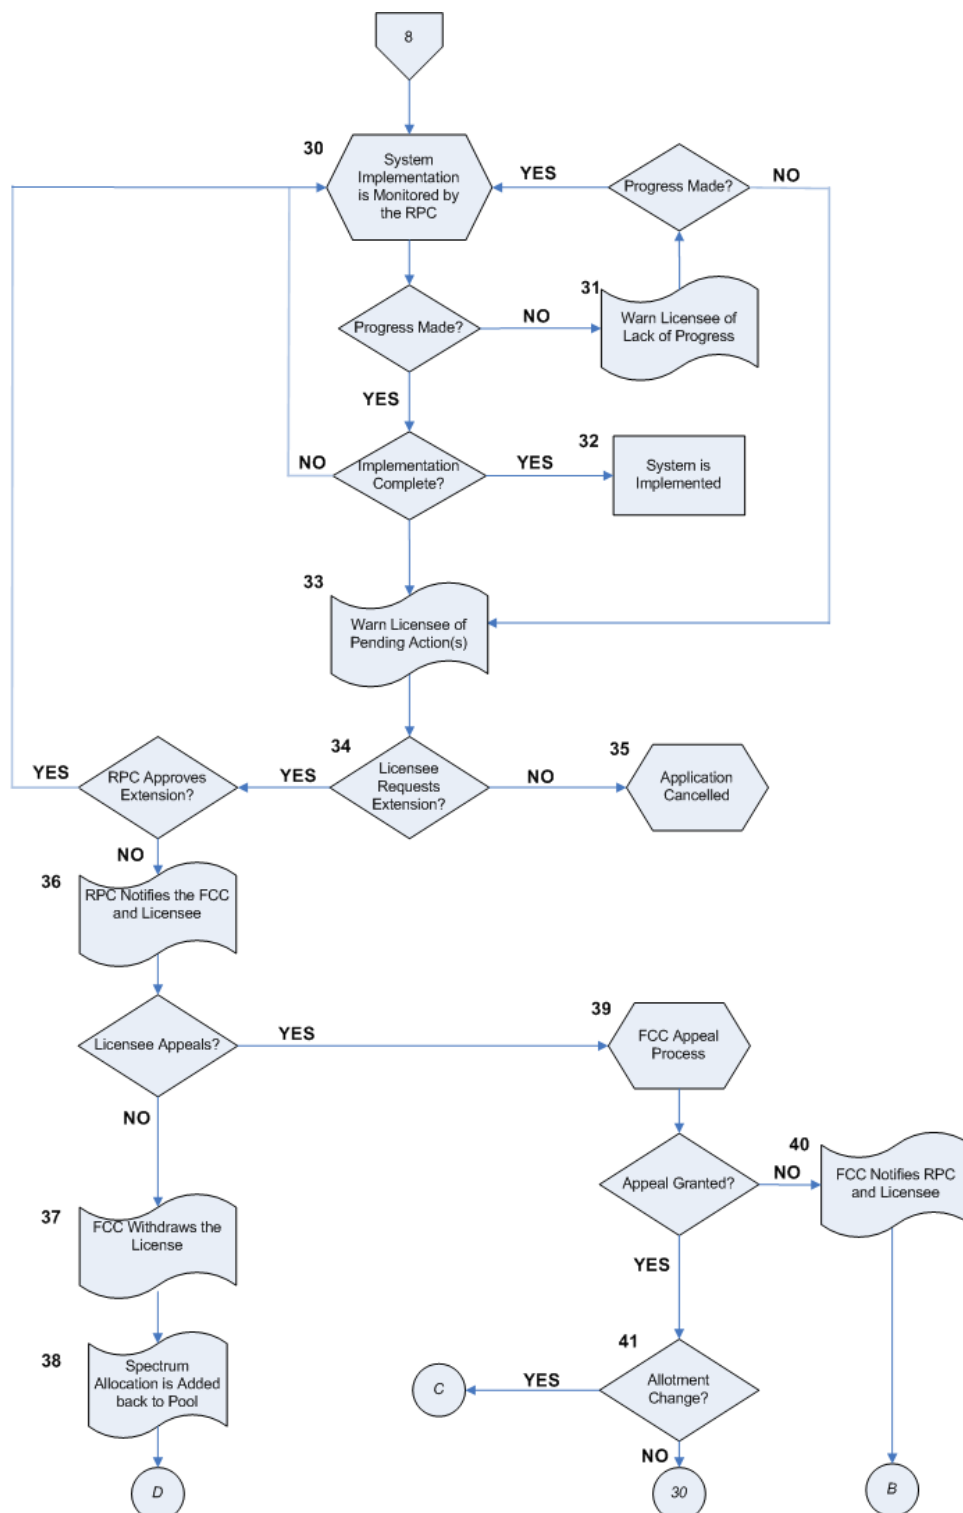 8
30
System
Implementation
is Monitored by
the RPC
YES
Progress Made?
NO
31
Warn Licensee of
Lack of Progress
Progress Made?
NO
YES
32
NO
Implementation
Complete?
YES
System is
Implemented
33
Warn Licensee of
Pending Action(s)
34
35
YES
RPC Approves
Extension?
YES
Licensee
Requests
Extension?
NO
Application
Cancelled
NO
36
RPC Notifies the FCC
and Licensee
39
Licensee Appeals?
YES
FCC Appeal
Process
NO
40
Appeal Granted?
NO
FCC Notifies RPC
and Licensee
37
FCC Withdraws the
License
YES
38
Spectrum
Allocation is Added
back to Pool
41
C
YES
Allotment
Change?
NO
D
30
B